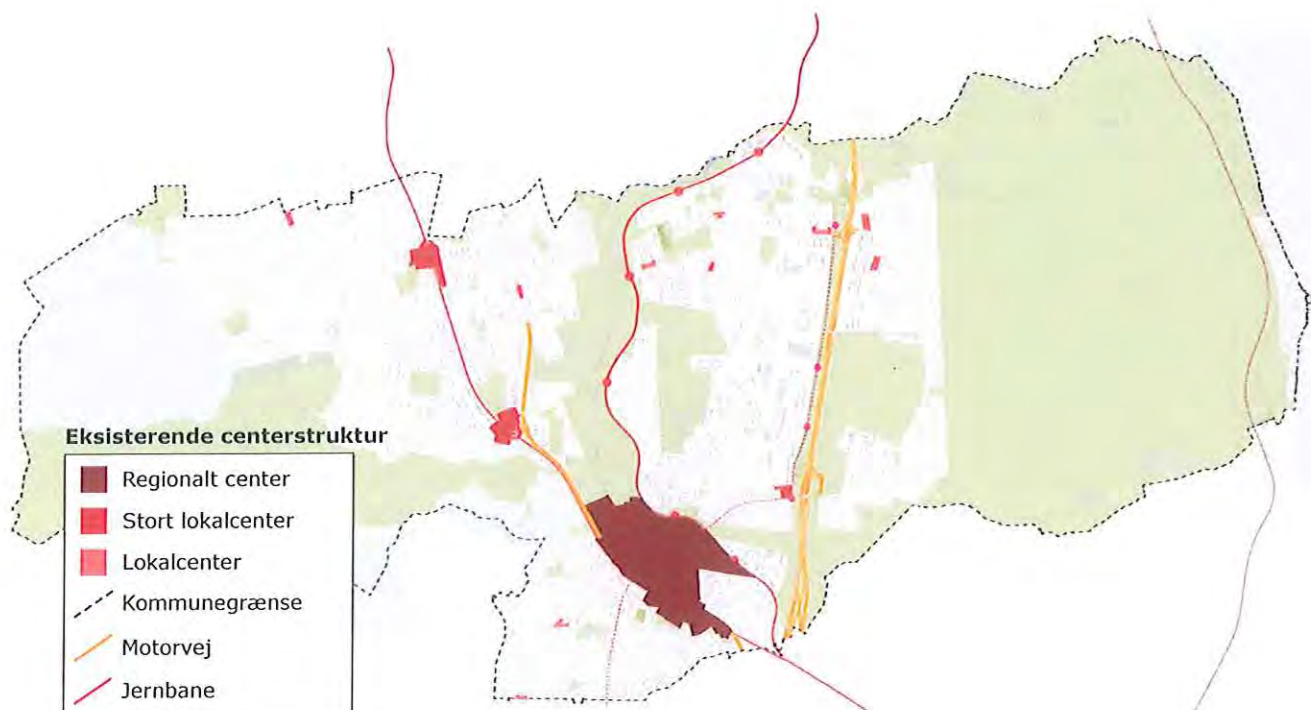 Eksisterende centerstruktur
Regionalt center
Stort lokalcenter
Lokalcenter
Kommunegrænse
Motorvej
Jernbane